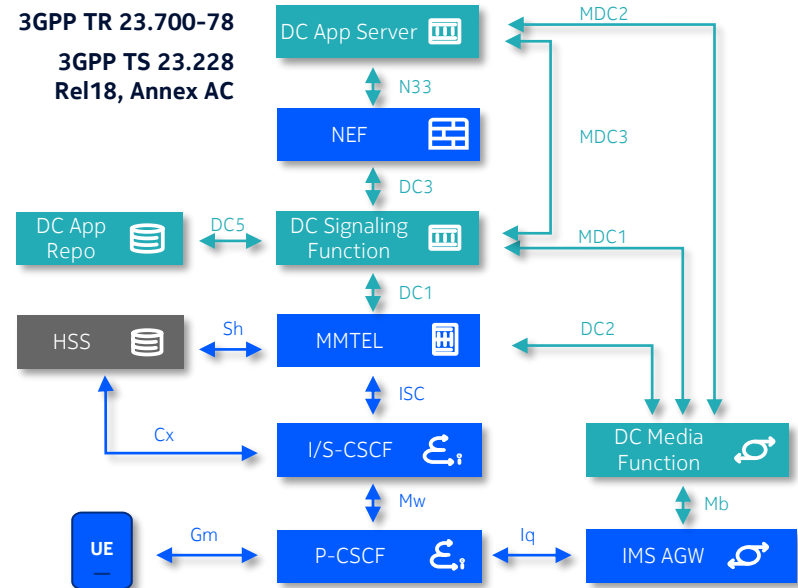 3GPP TR 23.700-78
3GPP TS 23.228
Rel18, Annex AC
DC App Server
MDC2
N33
NEF
MDC3
DC3
DC App
Repo
DC5
DC Signaling
Function
MDC1
DC1
HSS
Sh
MMTEL
DC2
ISC
Cx
I/S-CSCF
DC Media
Function
Mw
Mb
UE
Gm
P-CSCF
Iq
IMS AGW